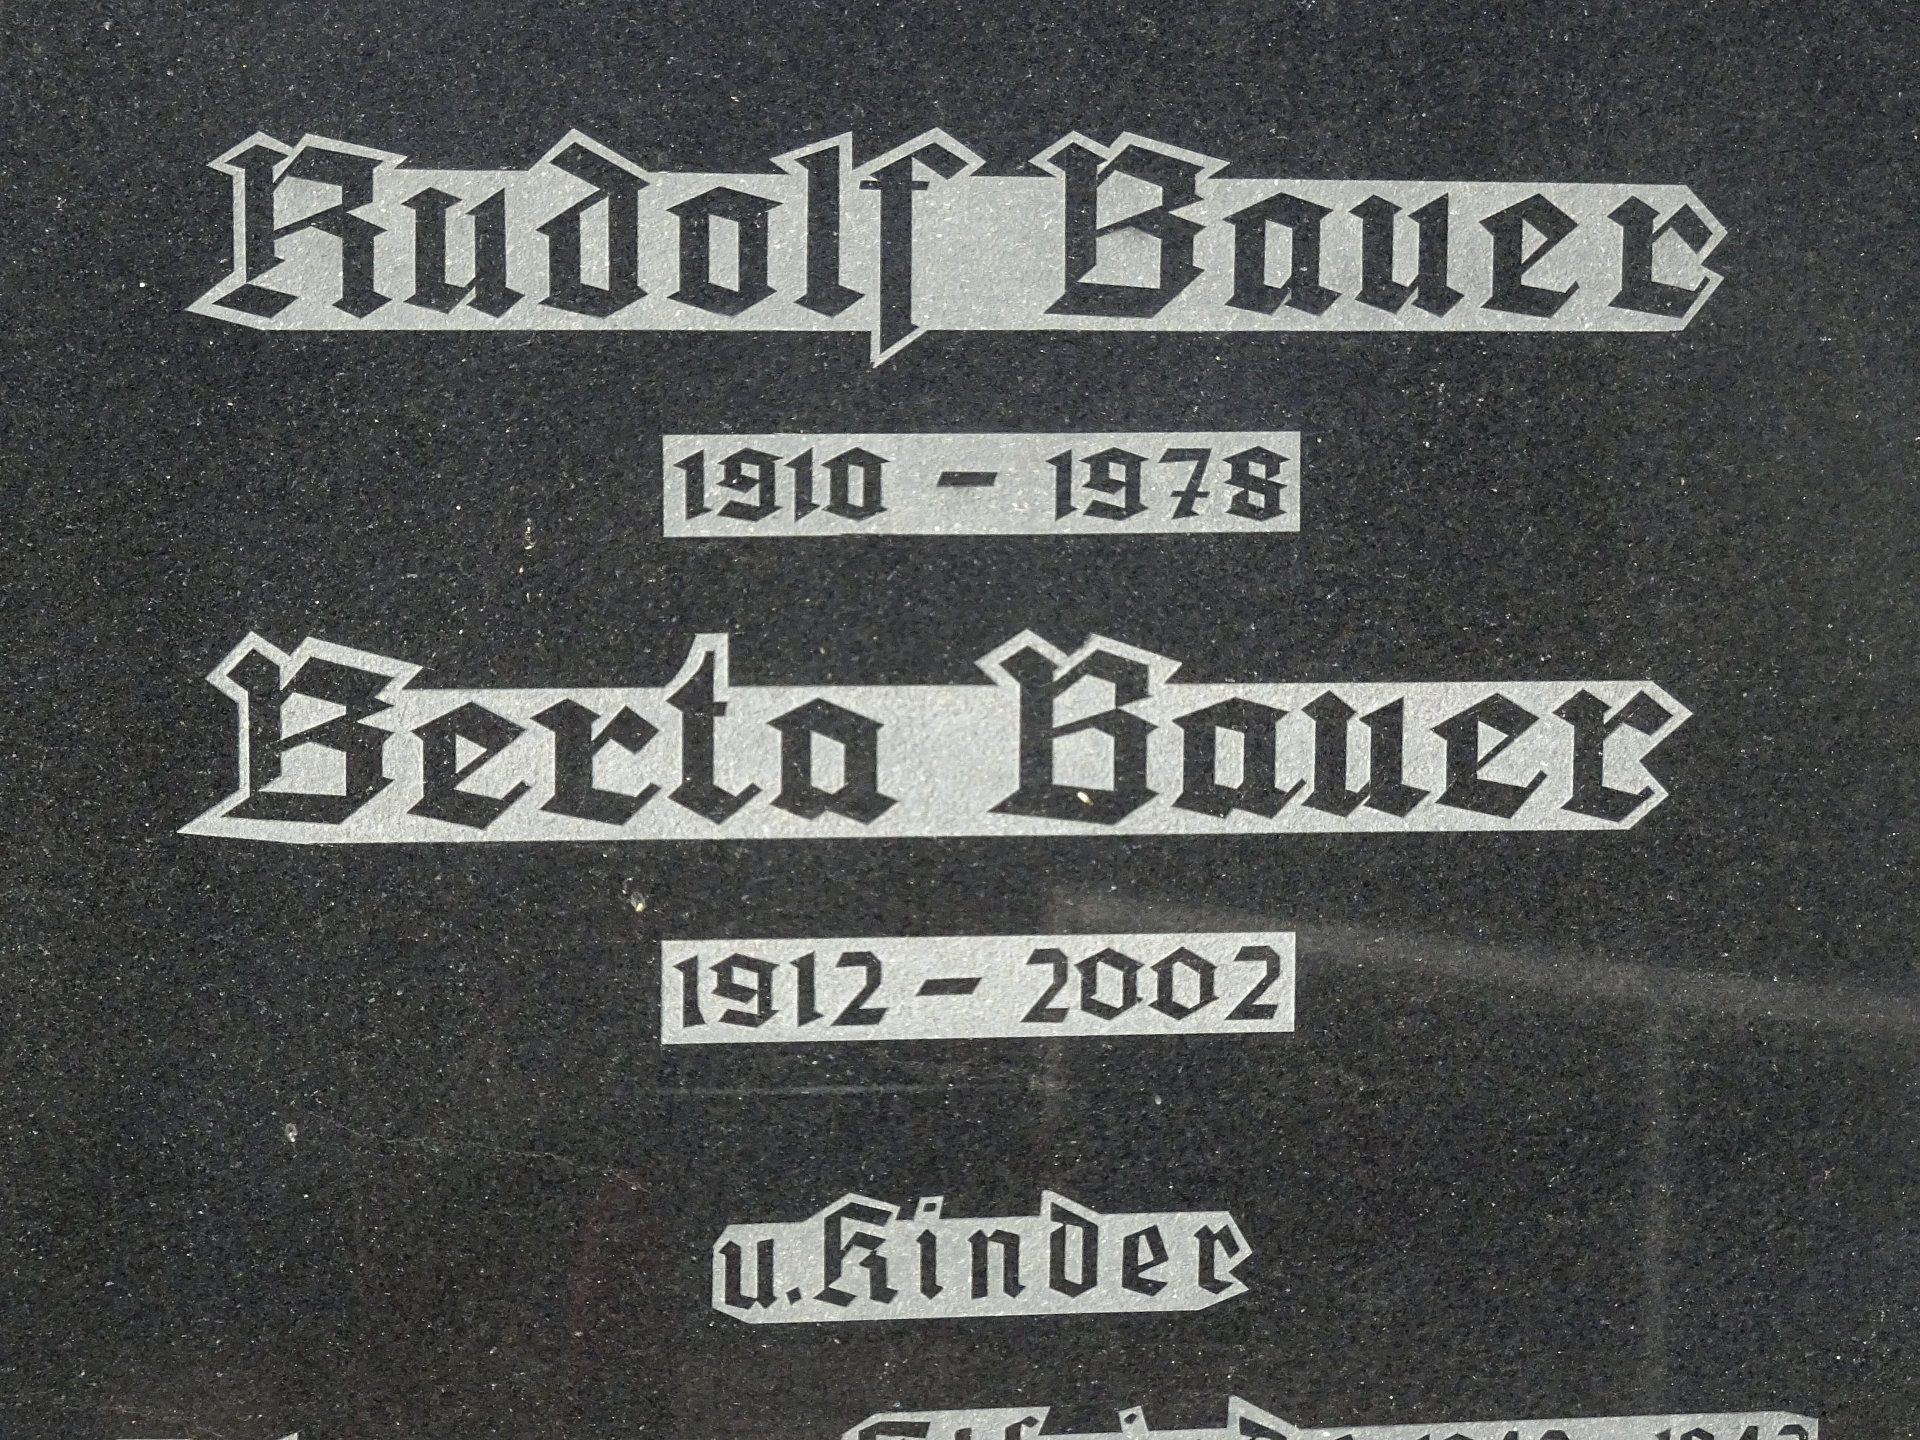 Rudolf Bauer
1910 - 1978
Berta Bauer
1912 - 2002
u. Kinder